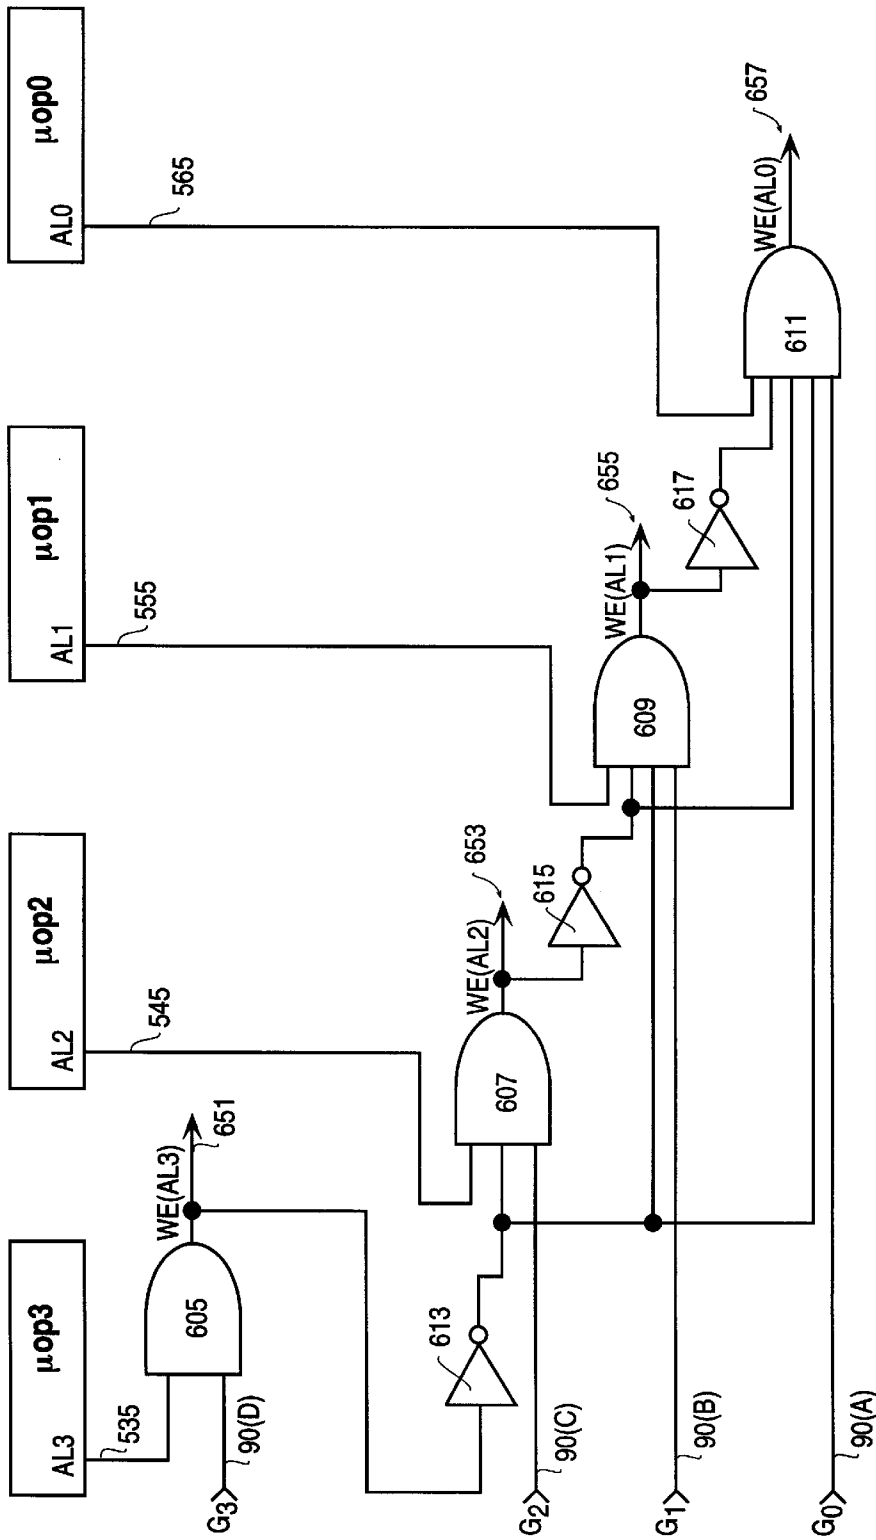 μop3
AL3
535
G3
90(D)
605
WE(AL3)
651
μop2
AL2
545
613
G2
90(C)
607
WE(AL2)
653
μop1
AL1
555
615
G1
90(B)
609
WE(AL1)
655
μop0
AL0
565
617
G0
90(A)
611
WE(AL0)
657